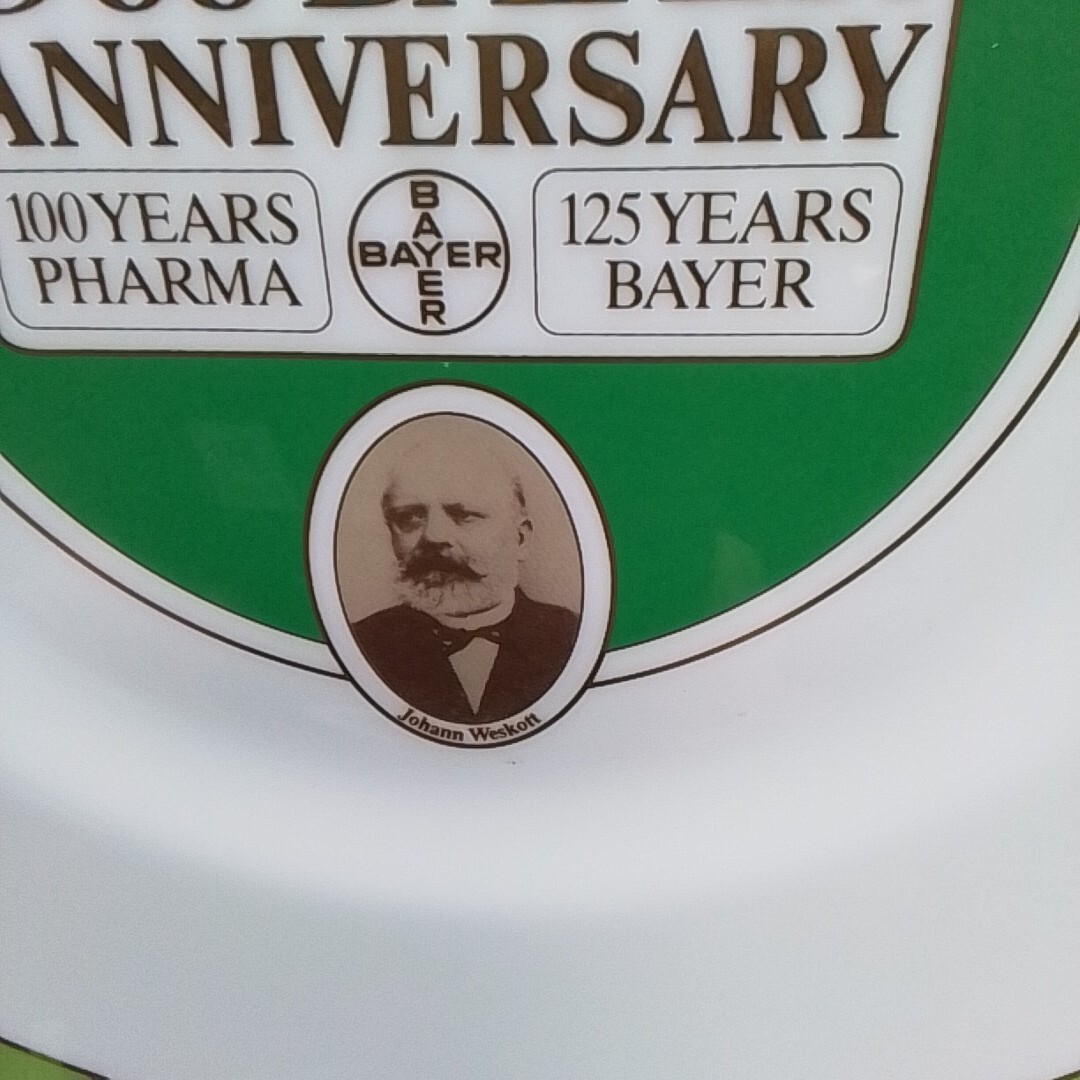 ANNIVERSARY
100 YEARS
PHARMA
BAYER
BAYER
125 YEARS
BAYER
Johann Weskott